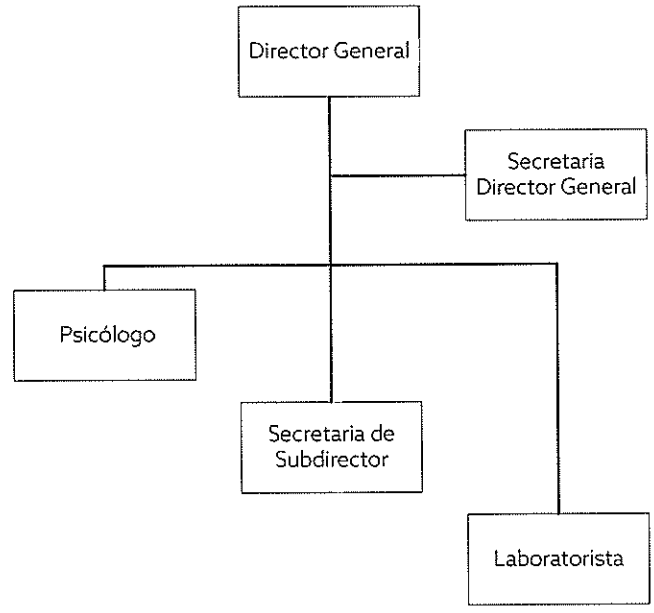 Director General
Secretaria
Director General
Psicólogo
Secretaria de
Subdirector
Laboratorista